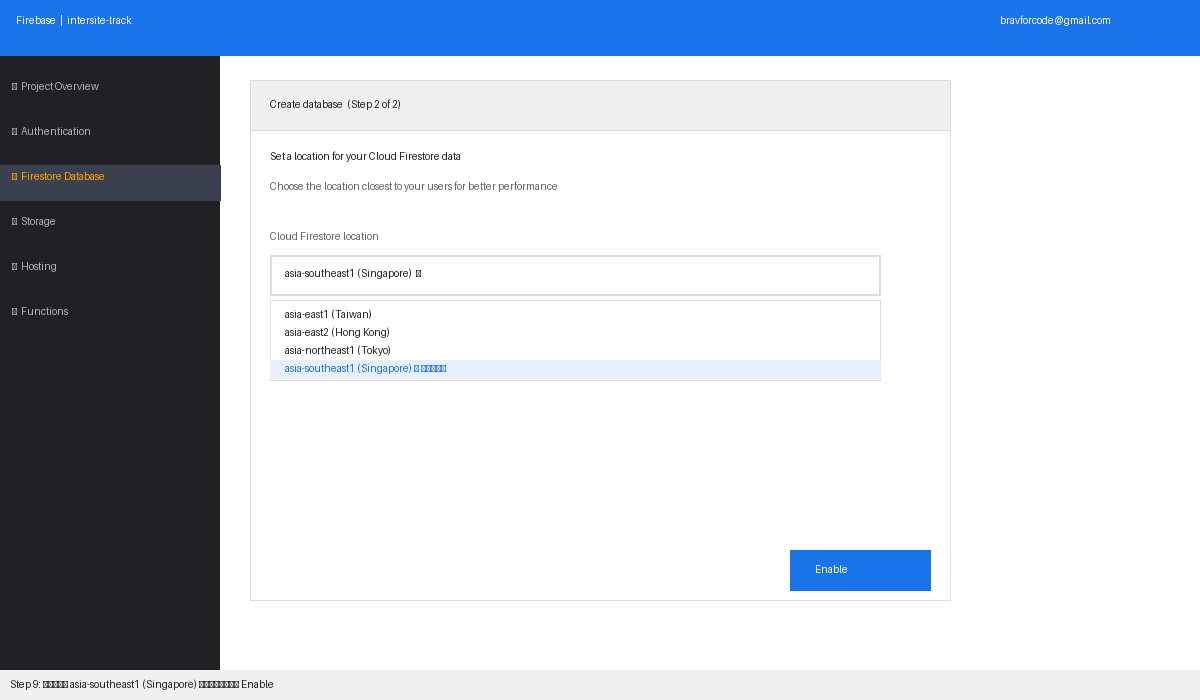 Firebase | intersite-track
bravforcode@gmail.com
Project Overview
Authentication
Firestore Database
Storage
Hosting
Functions
Create database (Step 2 of 2)
Set a location for your Cloud Firestore data
Choose the location closest to your users for better performance
Cloud Firestore location
asia-southeast1 (Singapore)
asia-east1 (Taiwan)
asia-east2 (Hong Kong)
asia-northeast1 (Tokyo)
asia-southeast1 (Singapore)
Enable
Step 9: asia-southeast1 (Singapore) Enable